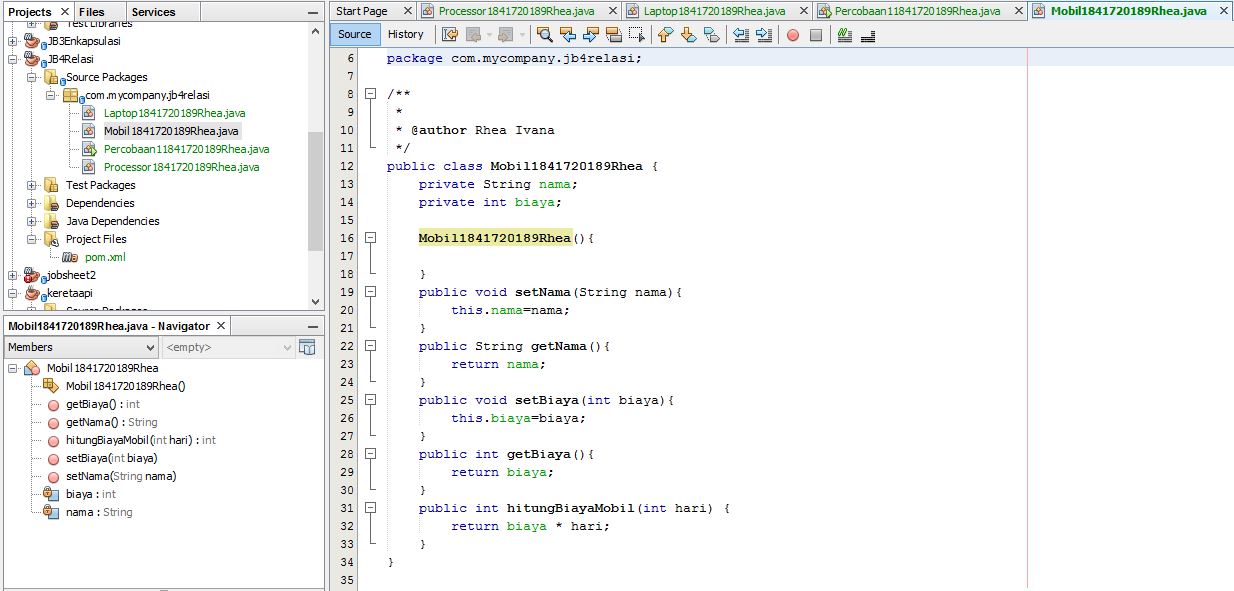 Projects Files Services
Test Libraries
JB3Enkapsulasi
JB4Relasi
Source Packages
com.mycompany.jb4relasi
Laptop1841720189Rhea.java
Mobil1841720189Rhea.java
Percobaan11841720189Rhea.java
Processor1841720189Rhea.java
Test Packages
Dependencies
Java Dependencies
Project Files
pom.xml
jobsheet2
keretaapi
Source Packages
Mobil1841720189Rhea.java - Navigator
Members <empty>
Mobil1841720189Rhea
Mobil1841720189Rhea()
getBiaya() : int
getNama() : String
hitungBiayaMobil(int hari) : int
setBiaya(int biaya)
setNama(String nama)
biaya : int
nama : String
Start Page Processor1841720189Rhea.java Laptop1841720189Rhea.java Percobaan11841720189Rhea.java Mobil1841720189Rhea.java
Source History
6 package com.mycompany.jb4relasi;
7
8 /**
9 *
10 * @author Rhea Ivana
11 */
12 public class Mobil1841720189Rhea {
13 private String nama;
14 private int biaya;
15
16 Mobil1841720189Rhea(){
17
18 }
19 public void setNama(String nama){
20 this.nama=nama;
21 }
22 public String getNama(){
23 return nama;
24 }
25 public void setBiaya(int biaya){
26 this.biaya=biaya;
27 }
28 public int getBiaya(){
29 return biaya;
30 }
31 public int hitungBiayaMobil(int hari) {
32 return biaya * hari;
33 }
34 }
35